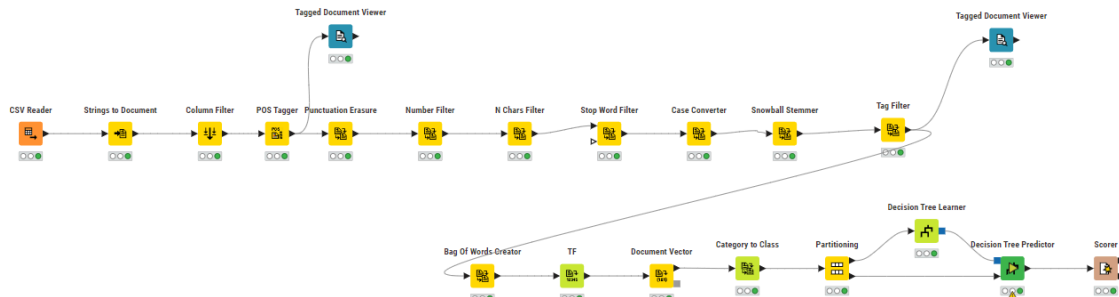 Tagged Document Viewer
Tagged Document Viewer
CSV Reader
Strings to Document
Column Filter
POS Tagger
Punctuation Erasure
Number Filter
N Chars Filter
Stop Word Filter
Case Converter
Snowball Stemmer
Tag Filter
POS
Decision Tree Learner
Bag Of Words Creator
TF
Document Vector
Category to Class
Partitioning
Decision Tree Predictor
Scorer